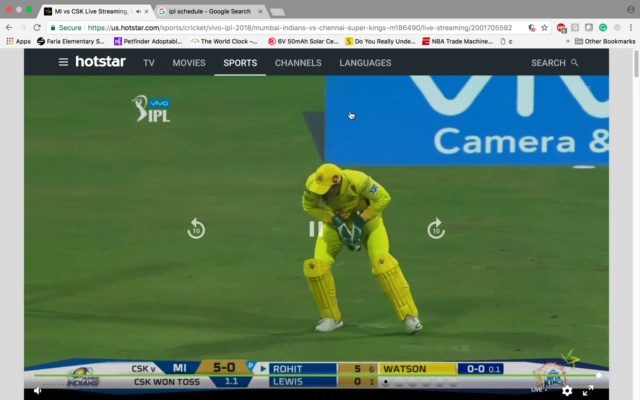 MI vs CSK Live Streaming,
ipl schedule - Google Search
Secure https://us.hotstar.com/sports/cricket/vivo-ipl-2018/mumbai-indians-vs-chennai-super-kings-m186490/live-streaming/2001705592
Apps Faria Elementary S... Petfinder Adoptabl... The World Clock –... 6V 50mAh Solar Ce... Do You Really Unde... NBA Trade Machine... c Other Bookmarks
hotstar TV MOVIES SPORTS CHANNELS LANGUAGES SEARCH
vivo
IPL
Camera &
10 10
CSK v MI 5-0 P ROHIT 5 6 WATSON 0-0 0.1
CSK WON TOSS 1.1 LEWIS 0 1
INDIANS
LIVE